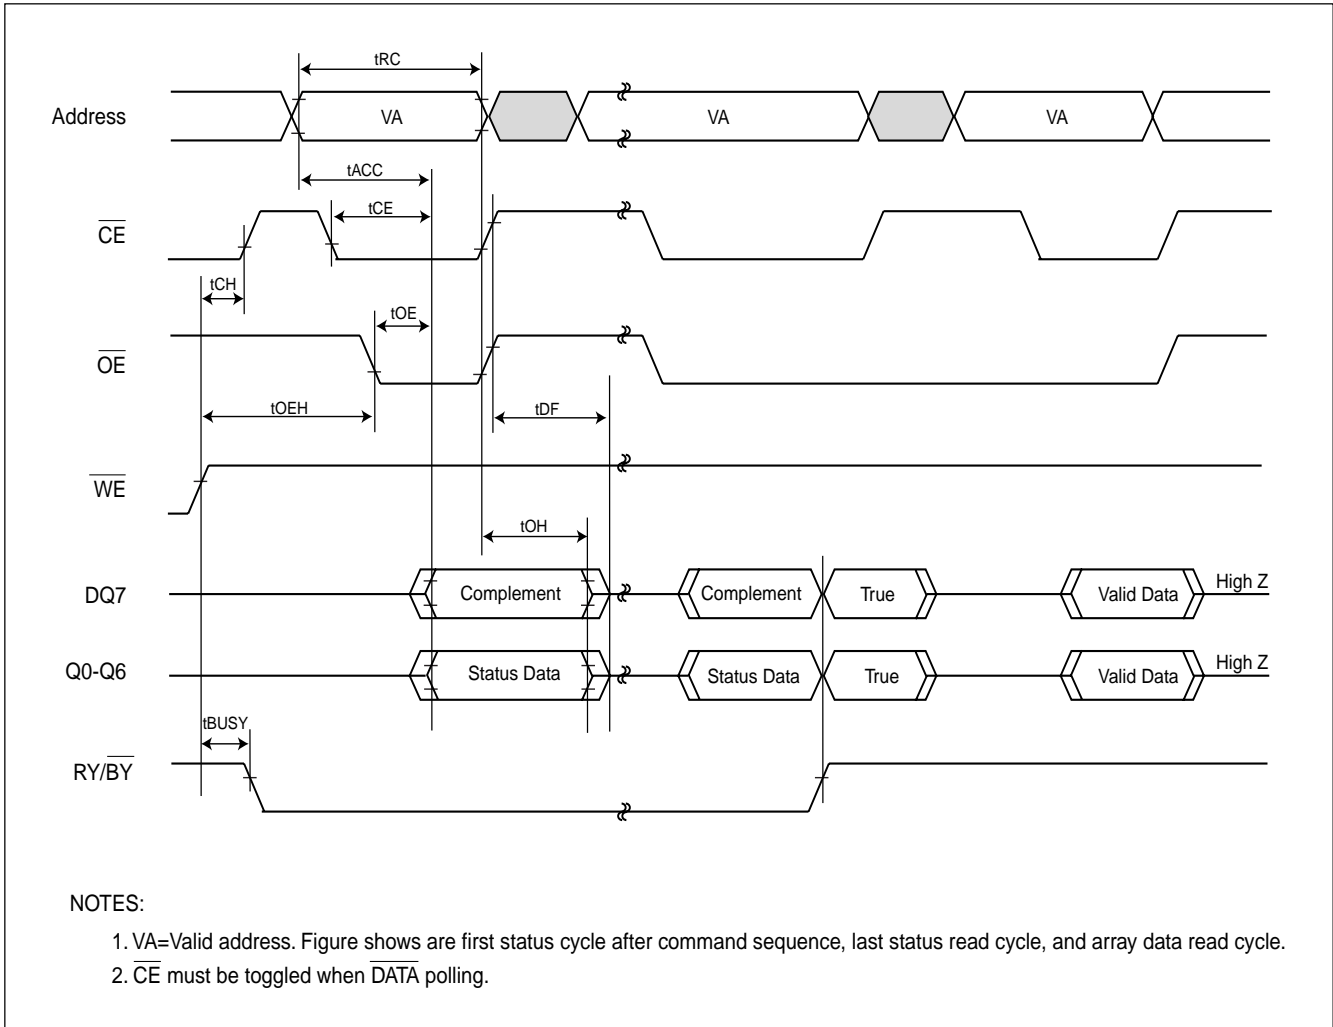 tRC
Address VA VA VA
tACC
tCE
CE
tCH
tOE
OE
tOEH tDF
WE
tOH
DQ7 Complement Complement True Valid Data High Z
Q0-Q6 Status Data Status Data True Valid Data High Z
tBUSY
RY/BY
NOTES:
1. VA=Valid address. Figure shows are first status cycle after command sequence, last status read cycle, and array data read cycle.
2. CE must be toggled when DATA polling.